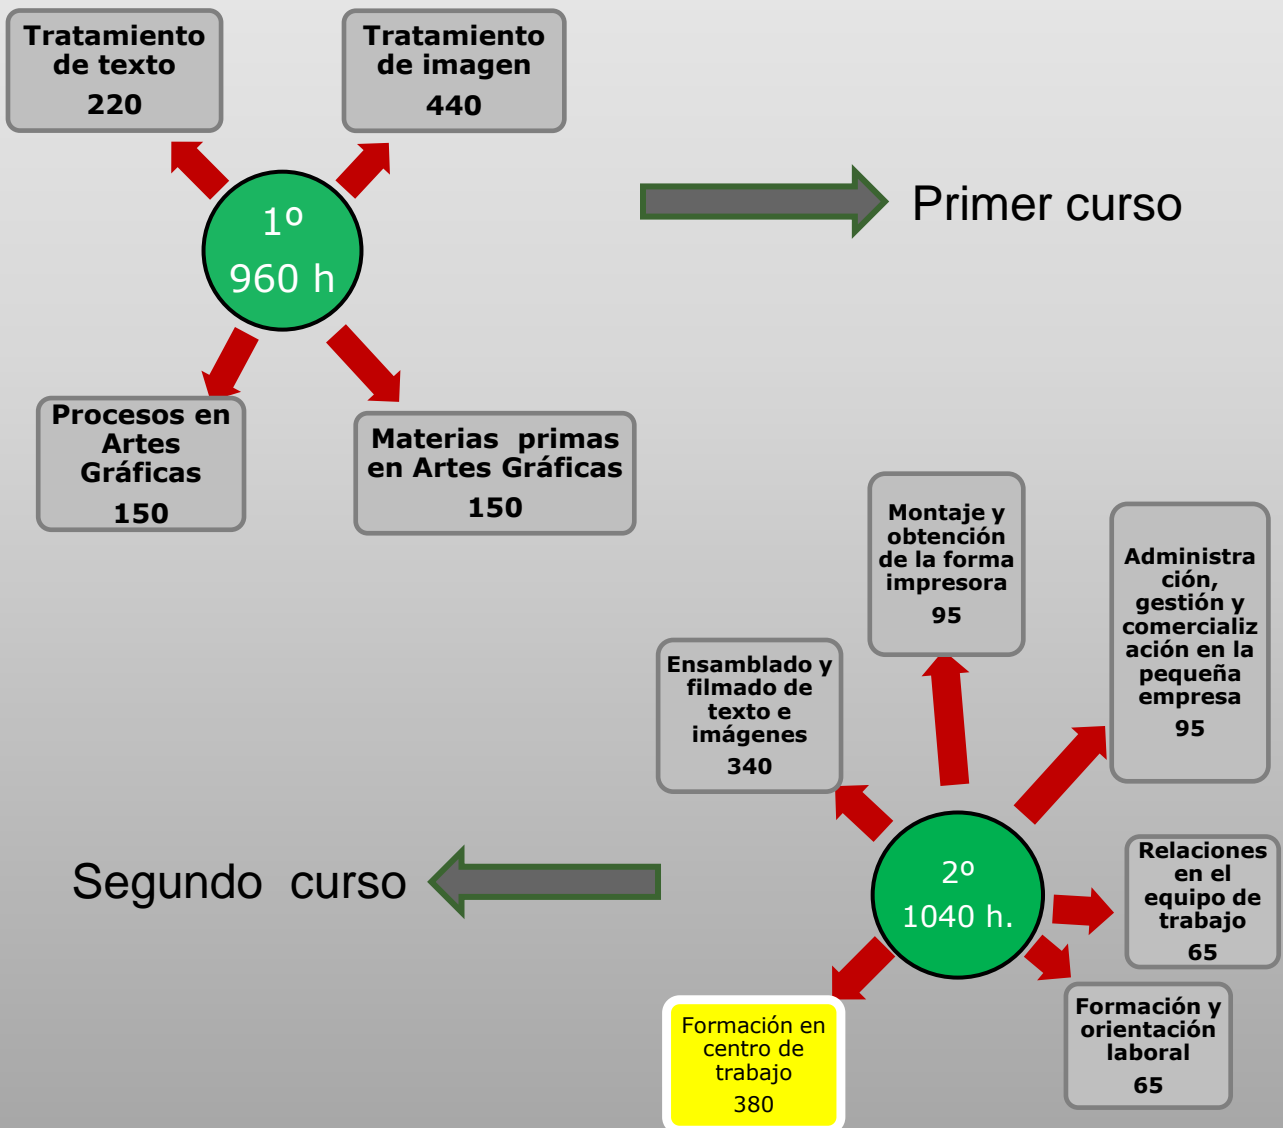 Tratamiento
de texto
220
Tratamiento
de imagen
440
1º
960 h
Primer curso
Procesos en
Artes
Gráficas
150
Materias primas
en Artes Gráficas
150
Montaje y
obtención
de la forma
impresora
95
Administra
ción,
gestión y
comercializ
ación en la
pequeña
empresa
95
Ensamblado y
filmado de
texto e
imágenes
340
Segundo curso
2º
1040 h.
Relaciones
en el
equipo de
trabajo
65
Formación en
centro de
trabajo
380
Formación y
orientación
laboral
65